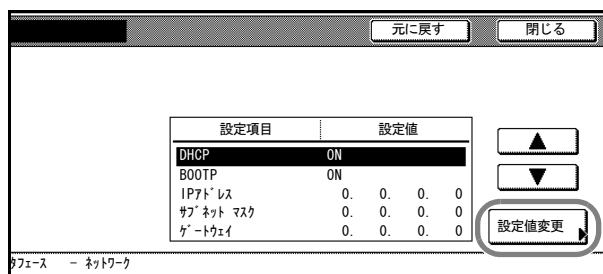 元に戻す 閉じる
設定項目 設定値
DHCP ON
BOOTP ON
IPｱﾄﾞﾚｽ 0. 0. 0. 0
ｻﾌﾞﾈｯﾄ ﾏｽｸ 0. 0. 0. 0
ｹﾞｰﾄｳｪｲ 0. 0. 0. 0
設定値変更
ﾀﾌｪｰｽ - ﾈｯﾄﾜｰｸ